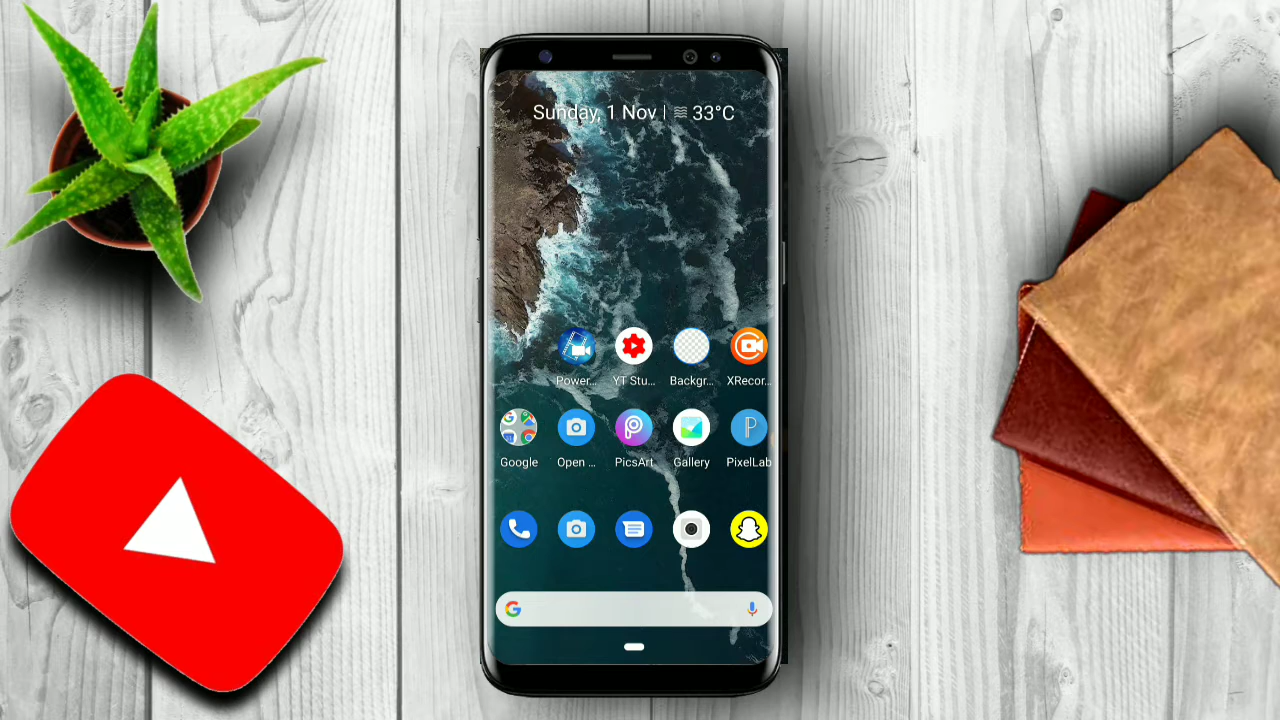 Sunday, 1 Nov | 33°C
Power... YT Stu... Backgr... XRecor...
Google Open ... PicsArt Gallery PixelLab